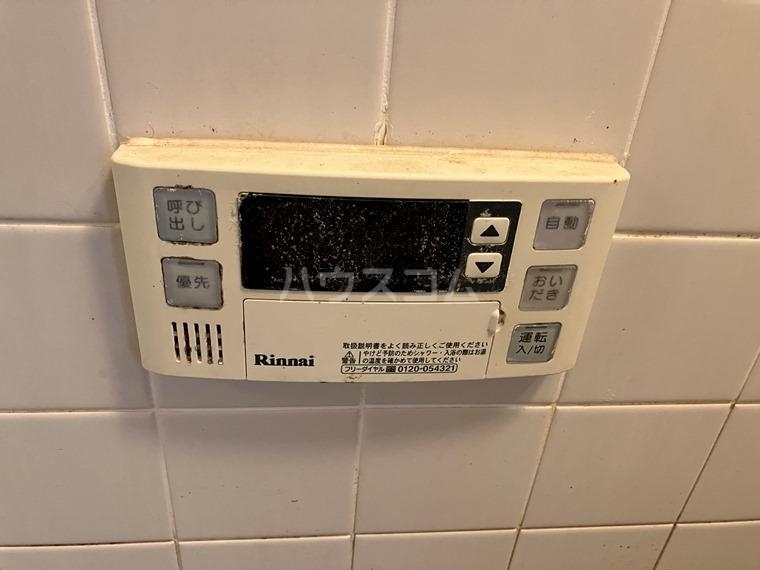 呼び
出し
優先
自動
おい
だき
運転
入/切
ハウスコム
Rinnai
取扱説明書をよく読み正しくご使用ください
警告
やけど予防のためシャワー・入浴の際はお湯
の温度を確かめて使用してください
フリーダイヤル 0120-054321